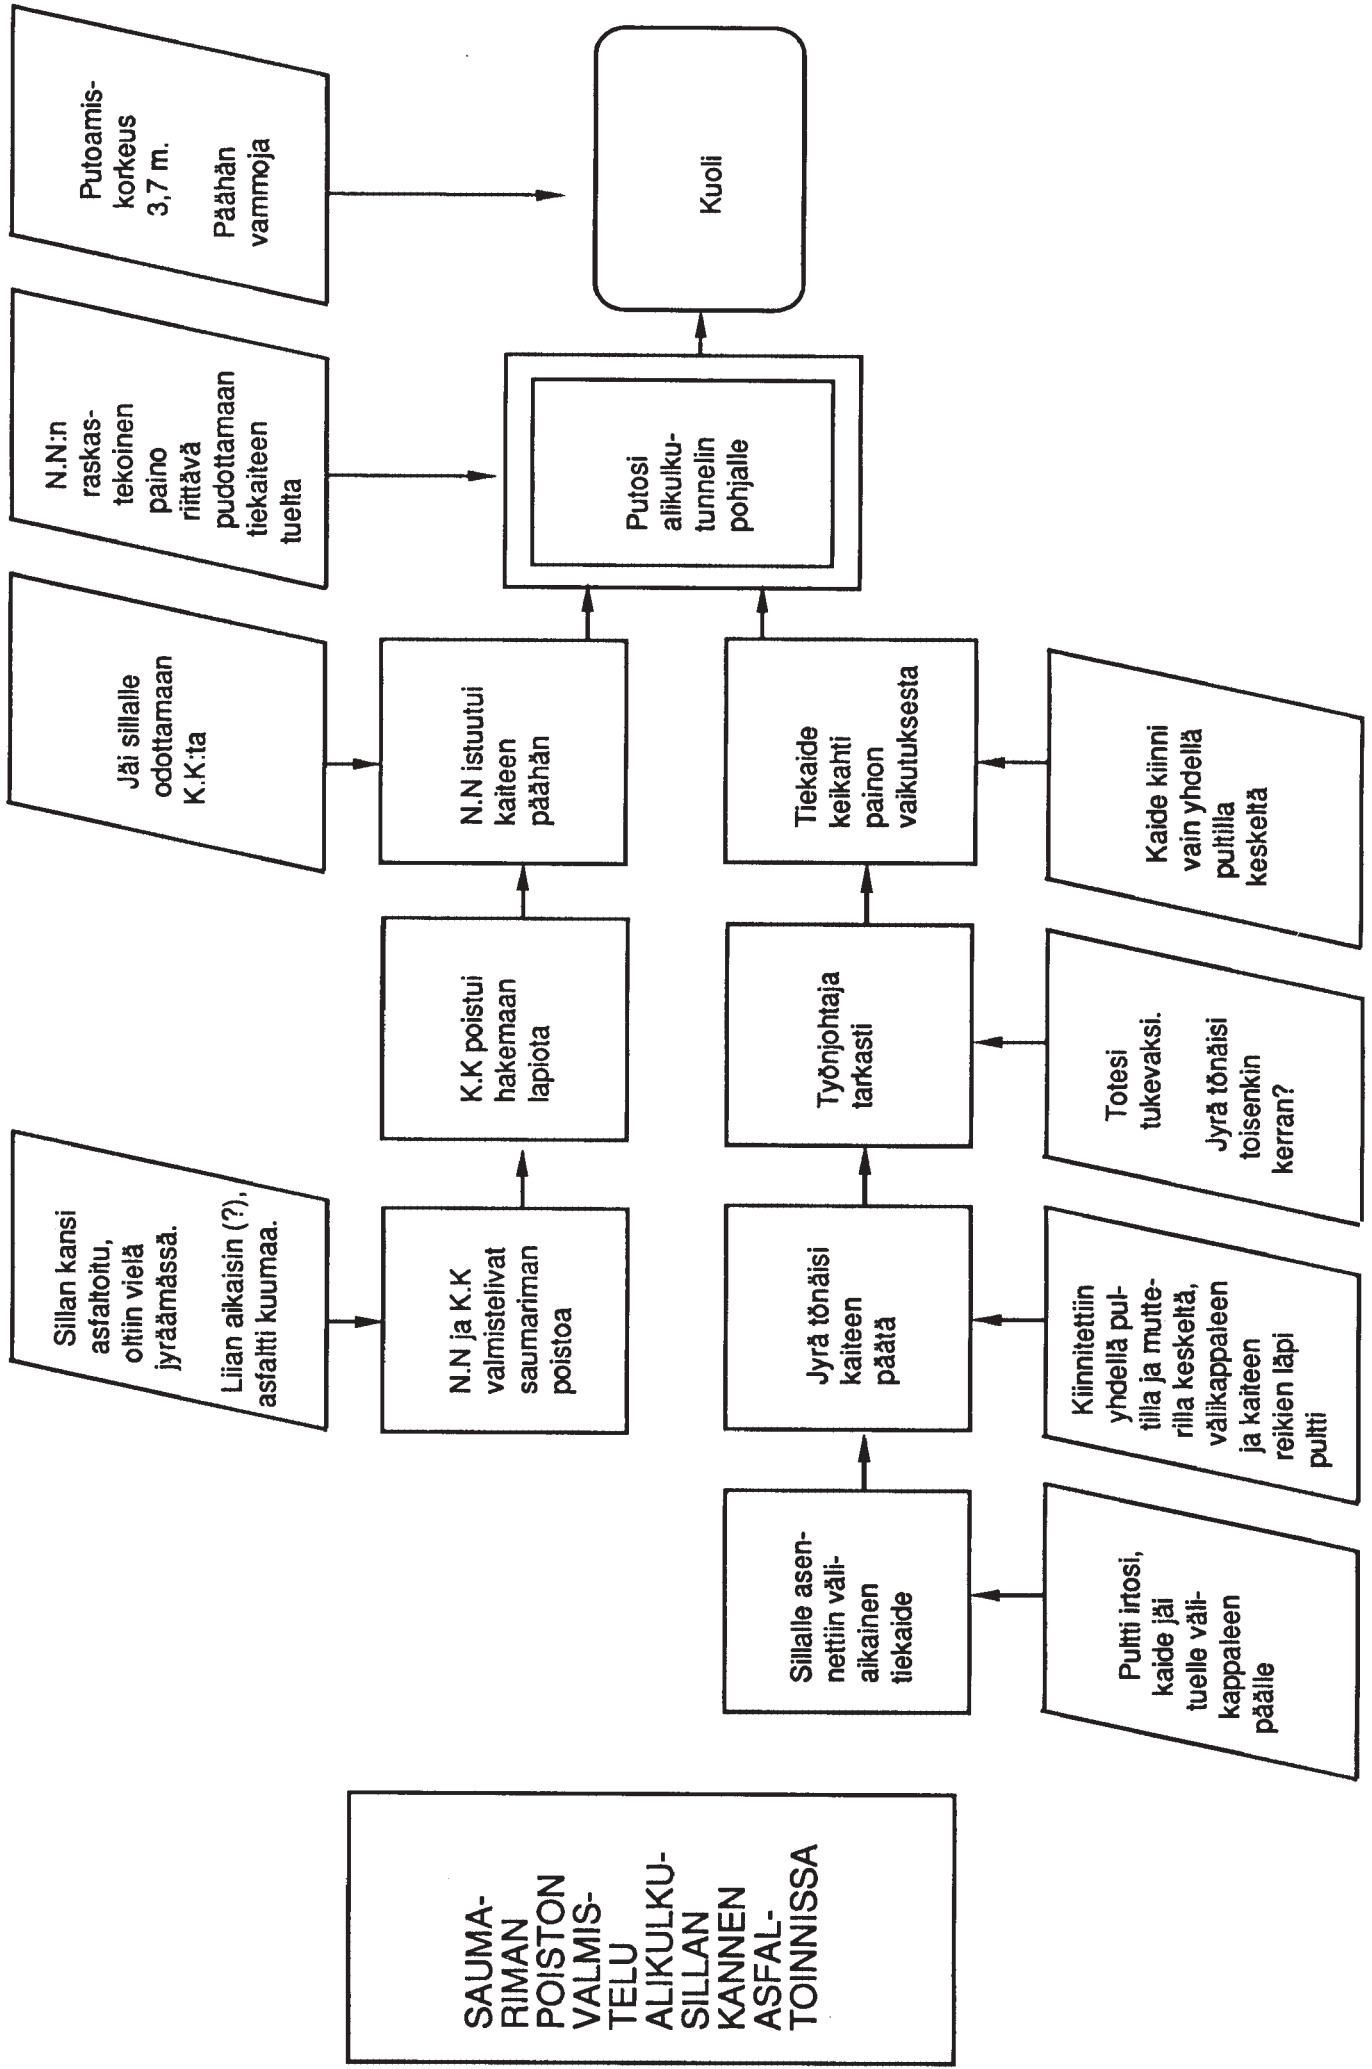 SAUMA-
RIMAN
POISTON
VALMIS-
TELU
ALIKULKU-
SILLAN
KANNEN
ASFAL-
TOINNISSA
Sillan kansi
asfaltoitu,
oltiin vielä
jyräämässä.
Liian aikaisin (?),
asfaltti kuumaa.
Jäi sillalle
odottamaan
K.K:ta
N.N:n
raskas-
tekoinen
paino
riittävä
pudottamaan
tiekaiteen
tuelta
Putoamis-
korkeus
3,7 m.
Päähän
vammoja
N.N ja K.K
valmistelivat
saumariman
poistoa
K.K poistui
hakemaan
lapiota
N.N istuutui
kaiteen
päähän
Putosi
alikulku-
tunnelin
pohjalle
Kuoli
Sillalle asen-
nettiin väli-
aikainen
tiekaide
Jyrä tönäisi
kaiteen
päätä
Työnjohtaja
tarkasti
Tiekaide
keikahti
painon
vaikutuksesta
Pultti irtosi,
kaide jäi
tuelle väli-
kappaleen
päälle
Kiinnitettiin
yhdellä pul-
tilla ja mutte-
rilla keskeltä,
välikappaleen
ja kaiteen
reikien läpi
pultti
Totesi
tukevaksi.
Jyrä tönäisi
toisenkin
kerran?
Kaide kiinni
vain yhdellä
pultilla
keskeltä